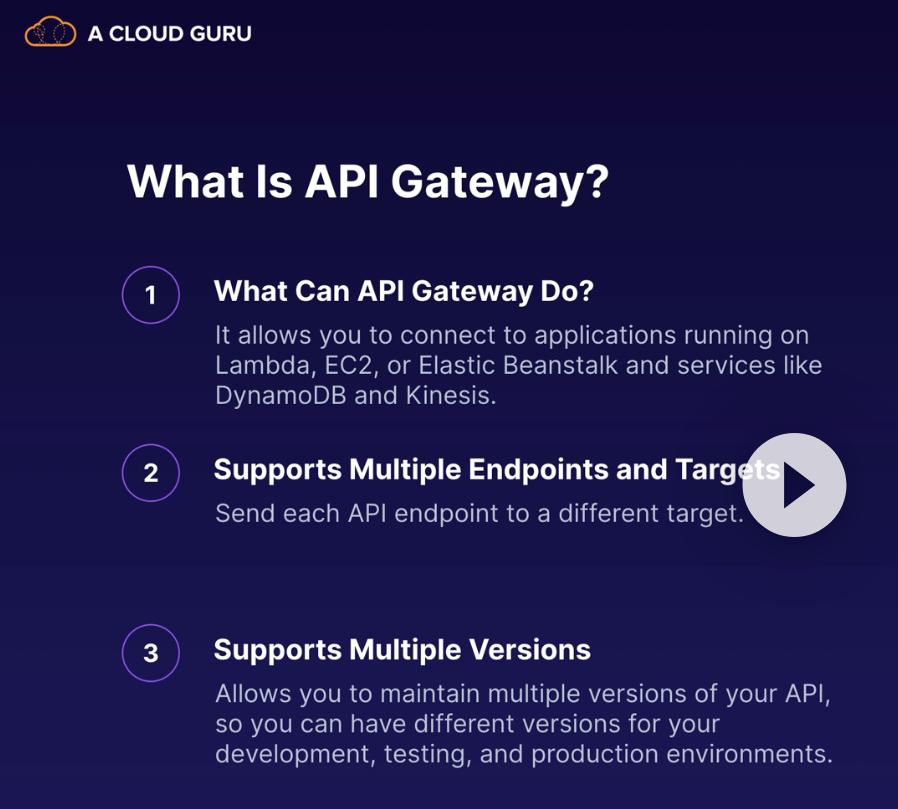 A CLOUD GURU
What Is API Gateway?
1
What Can API Gateway Do?
It allows you to connect to applications running on
Lambda, EC2, or Elastic Beanstalk and services like
DynamoDB and Kinesis.
2
Supports Multiple Endpoints and Targets
Send each API endpoint to a different target.
3
Supports Multiple Versions
Allows you to maintain multiple versions of your API,
so you can have different versions for your
development, testing, and production environments.